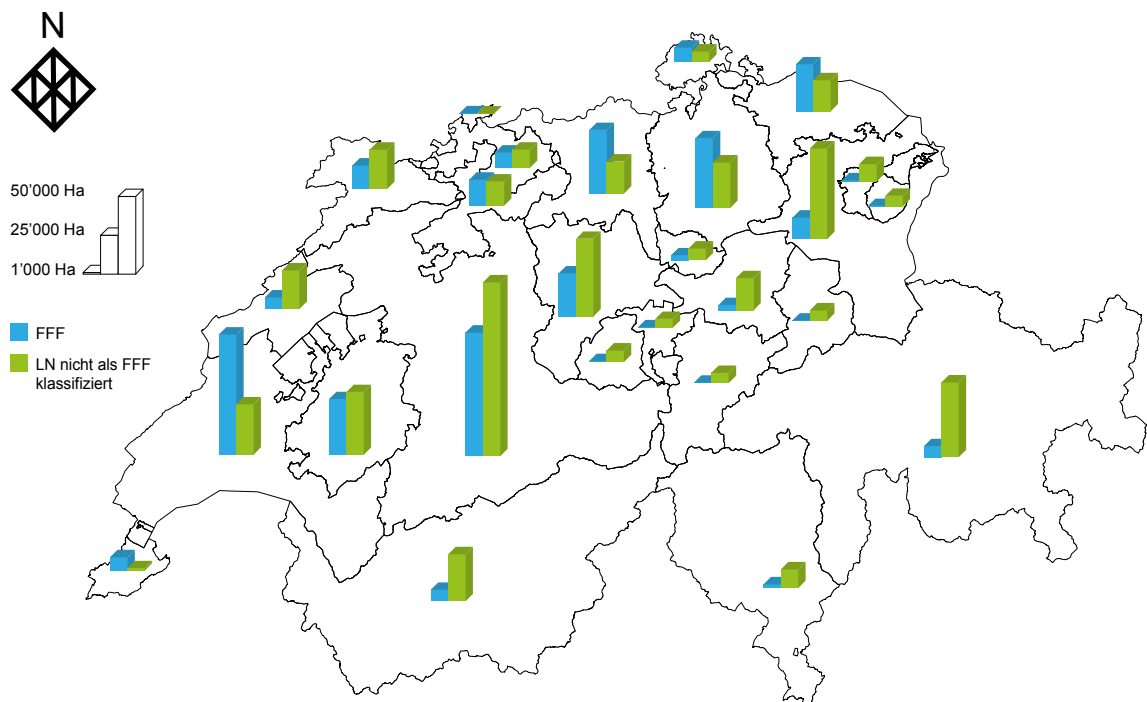 N
50’000 Ha
25’000 Ha
1’000 Ha
FFF
LN nicht als FFF
klassifiziert